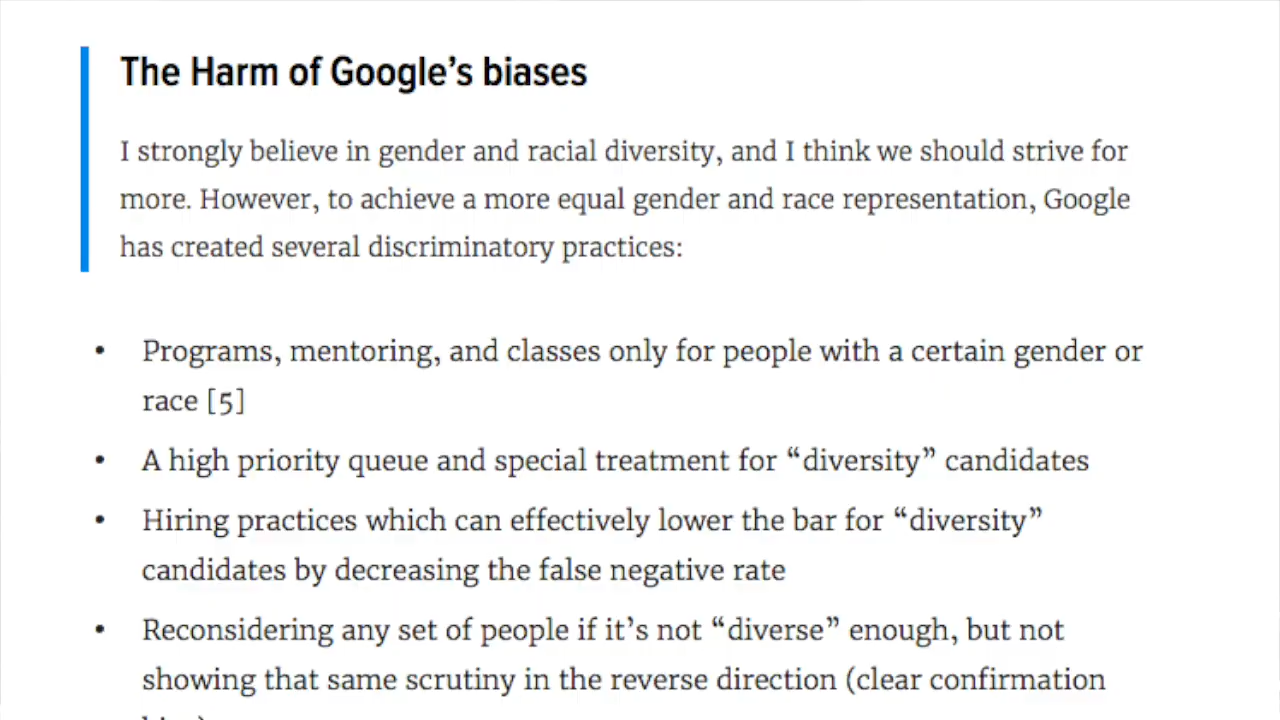 The Harm of Google’s biases
I strongly believe in gender and racial diversity, and I think we should strive for
more. However, to achieve a more equal gender and race representation, Google
has created several discriminatory practices:
• Programs, mentoring, and classes only for people with a certain gender or
race [5]
• A high priority queue and special treatment for “diversity” candidates
• Hiring practices which can effectively lower the bar for “diversity”
candidates by decreasing the false negative rate
• Reconsidering any set of people if it’s not “diverse” enough, but not
showing that same scrutiny in the reverse direction (clear confirmation